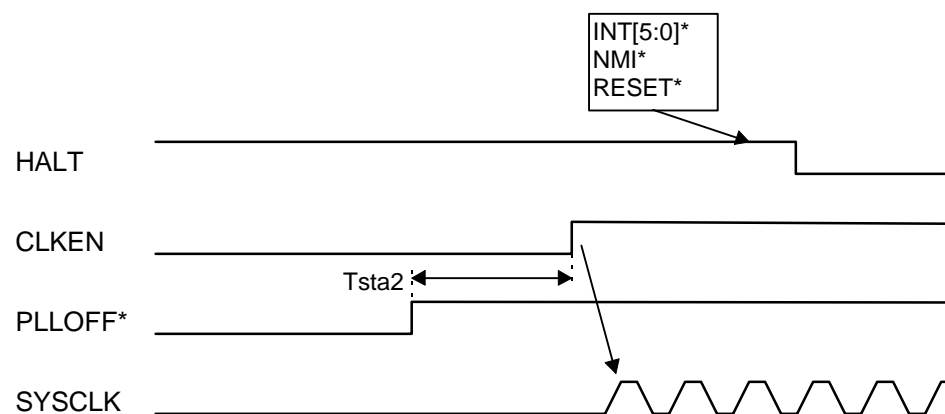 INT[5:0]*
NMI*
RESET*
HALT
CLKEN
Tsta2
PLLOFF*
SYSCLK